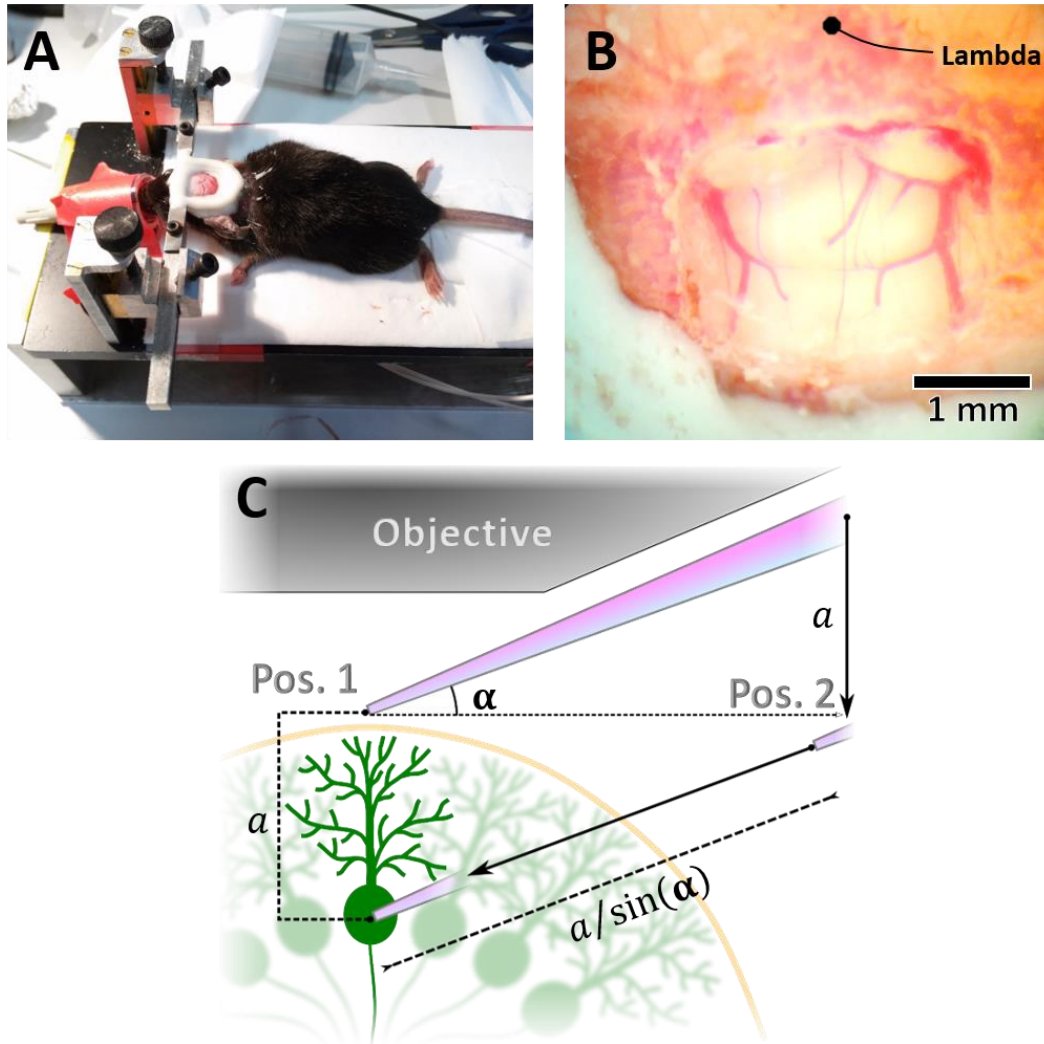 A
B
Lambda
1 mm
C
Objective
a
Pos. 1
α
Pos. 2
a
a/sin(α)